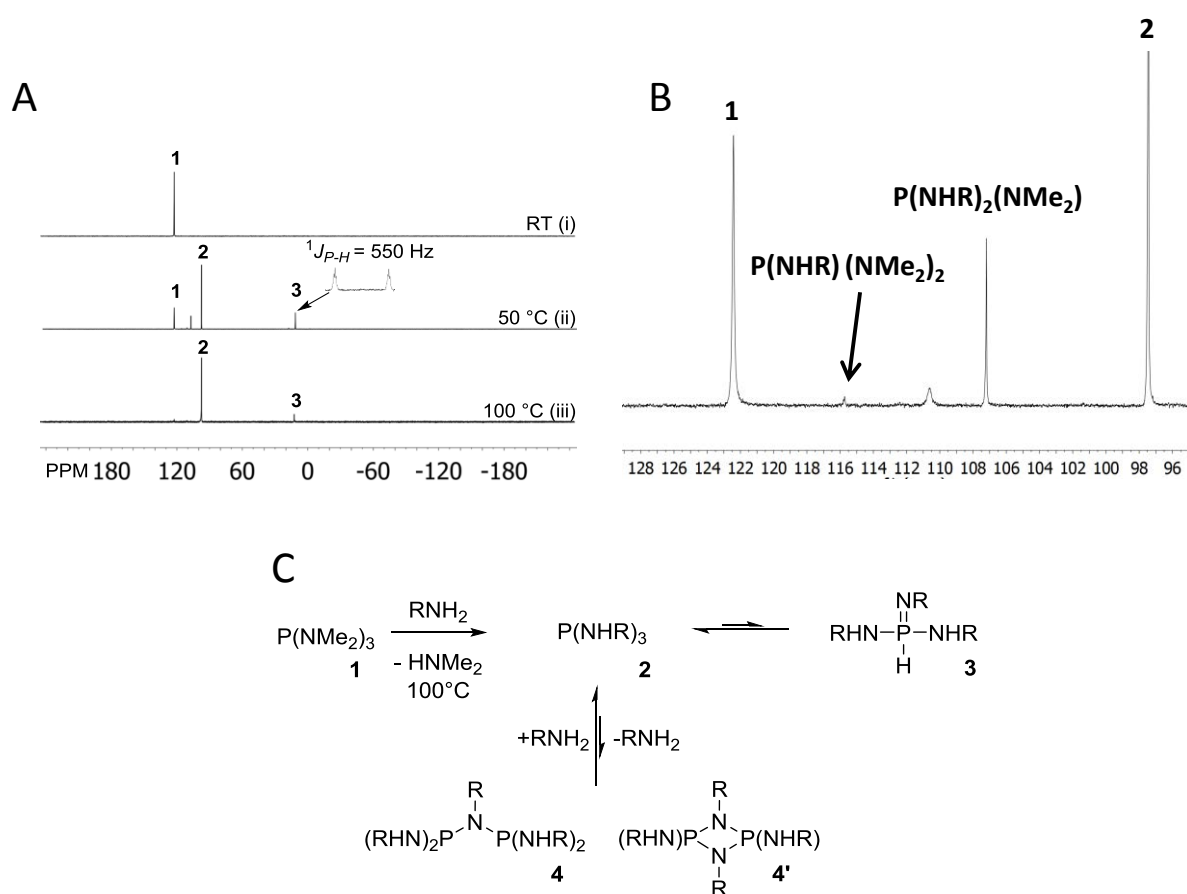 A
1
RT (i)
¹J_P-H = 550 Hz
2
1
3
50 °C (ii)
2
3
100 °C (iii)
PPM 180 120 60 0 -60 -120 -180
B
2
1
P(NHR)₂(NMe₂)
P(NHR) (NMe₂)₂
128 126 124 122 120 118 116 114 112 110 108 106 104 102 100 98 96
C
RNH₂
P(NMe₂)₃
1
- HNMe₂
100°C
P(NHR)₃
2
NR
RHN P NHR
H
3
+RNH₂ -RNH₂
R
N
(RHN)₂P P(NHR)₂
4
R
N
(RHN)P P(NHR)
N
R
4'